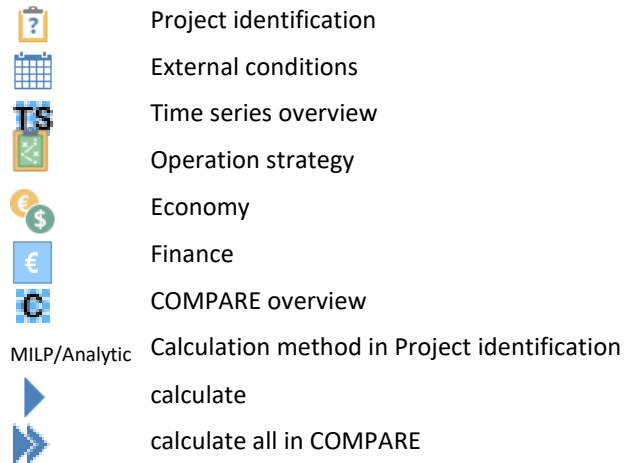 ? Project identification
External conditions
TS Time series overview
Operation strategy
€ $ Economy
€ Finance
C COMPARE overview
MILP/Analytic Calculation method in Project identification
calculate
calculate all in COMPARE